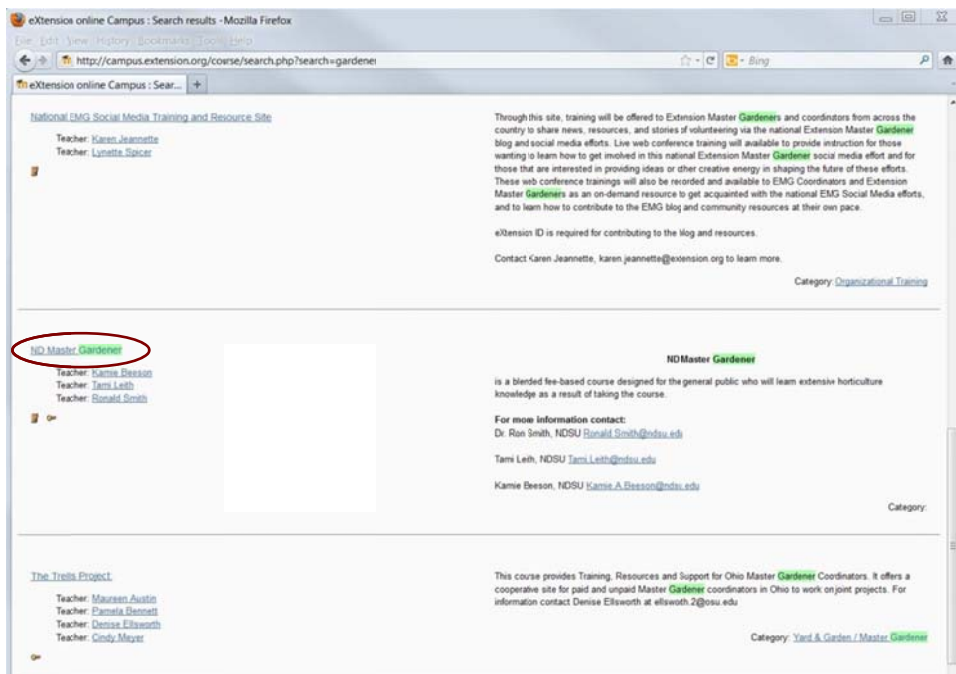 eXtension online Campus : Search results - Mozilla Firefox
File Edit View History Bookmarks Tools Help
http://campus.extension.org/course/search.php?search=gardener
Bing
eXtension online Campus : Sear... +
National EMG Social Media Training and Resource Site
Teacher: Karen Jeannette
Teacher: Lynette Spicer
Through this site, training will be offered to Extension Master Gardeners and coordinators from across the
country to share news, resources, and stories of volunteering via the national Extension Master Gardener
blog and social media efforts. Live web conference training will available to provide instruction for those
wanting to learn how to get involved in this national Extension Master Gardener social media effort and for
those that are interested in providing ideas or other creative energy in shaping the future of these efforts.
These web conference trainings will also be recorded and available to EMG Coordinators and Extension
Master Gardeners as an on-demand resource to get acquainted with the national EMG Social Media efforts,
and to learn how to contribute to the EMG blog and community resources at their own pace.
eXtension ID is required for contributing to the blog and resources.
Contact Karen Jeannette, karen.jeannette@extension.org to learn more.
Category: Organizational Training
ND Master Gardener
Teacher: Kamie Beeson
Teacher: Tami Leith
Teacher: Ronald Smith
ND Master Gardener
is a blended fee-based course designed for the general public who will learn extensive horticulture
knowledge as a result of taking the course.
For more information contact:
Dr. Ron Smith, NDSU Ronald.Smith@ndsu.edu
Tami Leith, NDSU Tami.Leith@ndsu.edu
Kamie Beeson, NDSU Kamie.A.Beeson@ndsu.edu
Category:
The Trellis Project.
Teacher: Maureen Austin
Teacher: Pamela Bennett
Teacher: Denise Ellsworth
Teacher: Cindy Meyer
This course provides Training, Resources and Support for Ohio Master Gardener Coordinators. It offers a
cooperative site for paid and unpaid Master Gardener coordinators in Ohio to work on joint projects. For
information contact Denise Ellsworth at ellsworth.2@osu.edu
Category: Yard & Garden / Master Gardener